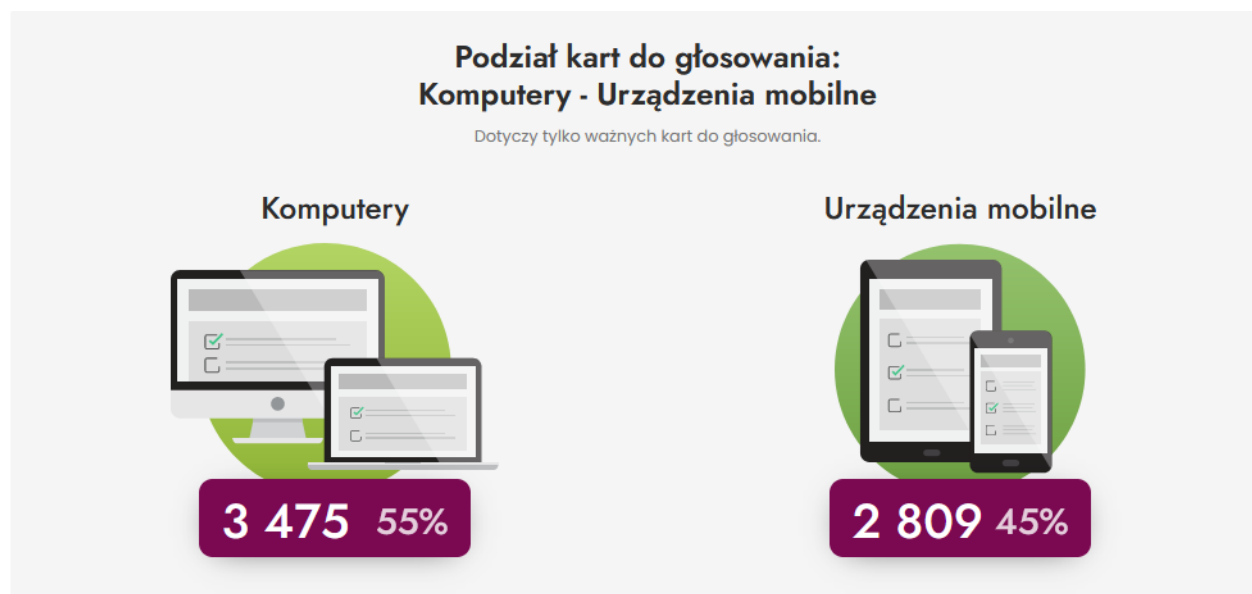 Podział kart do głosowania:
Komputery - Urządzenia mobilne
Dotyczy tylko ważnych kart do głosowania.
Komputery
Urządzenia mobilne
3 475 55%
2 809 45%